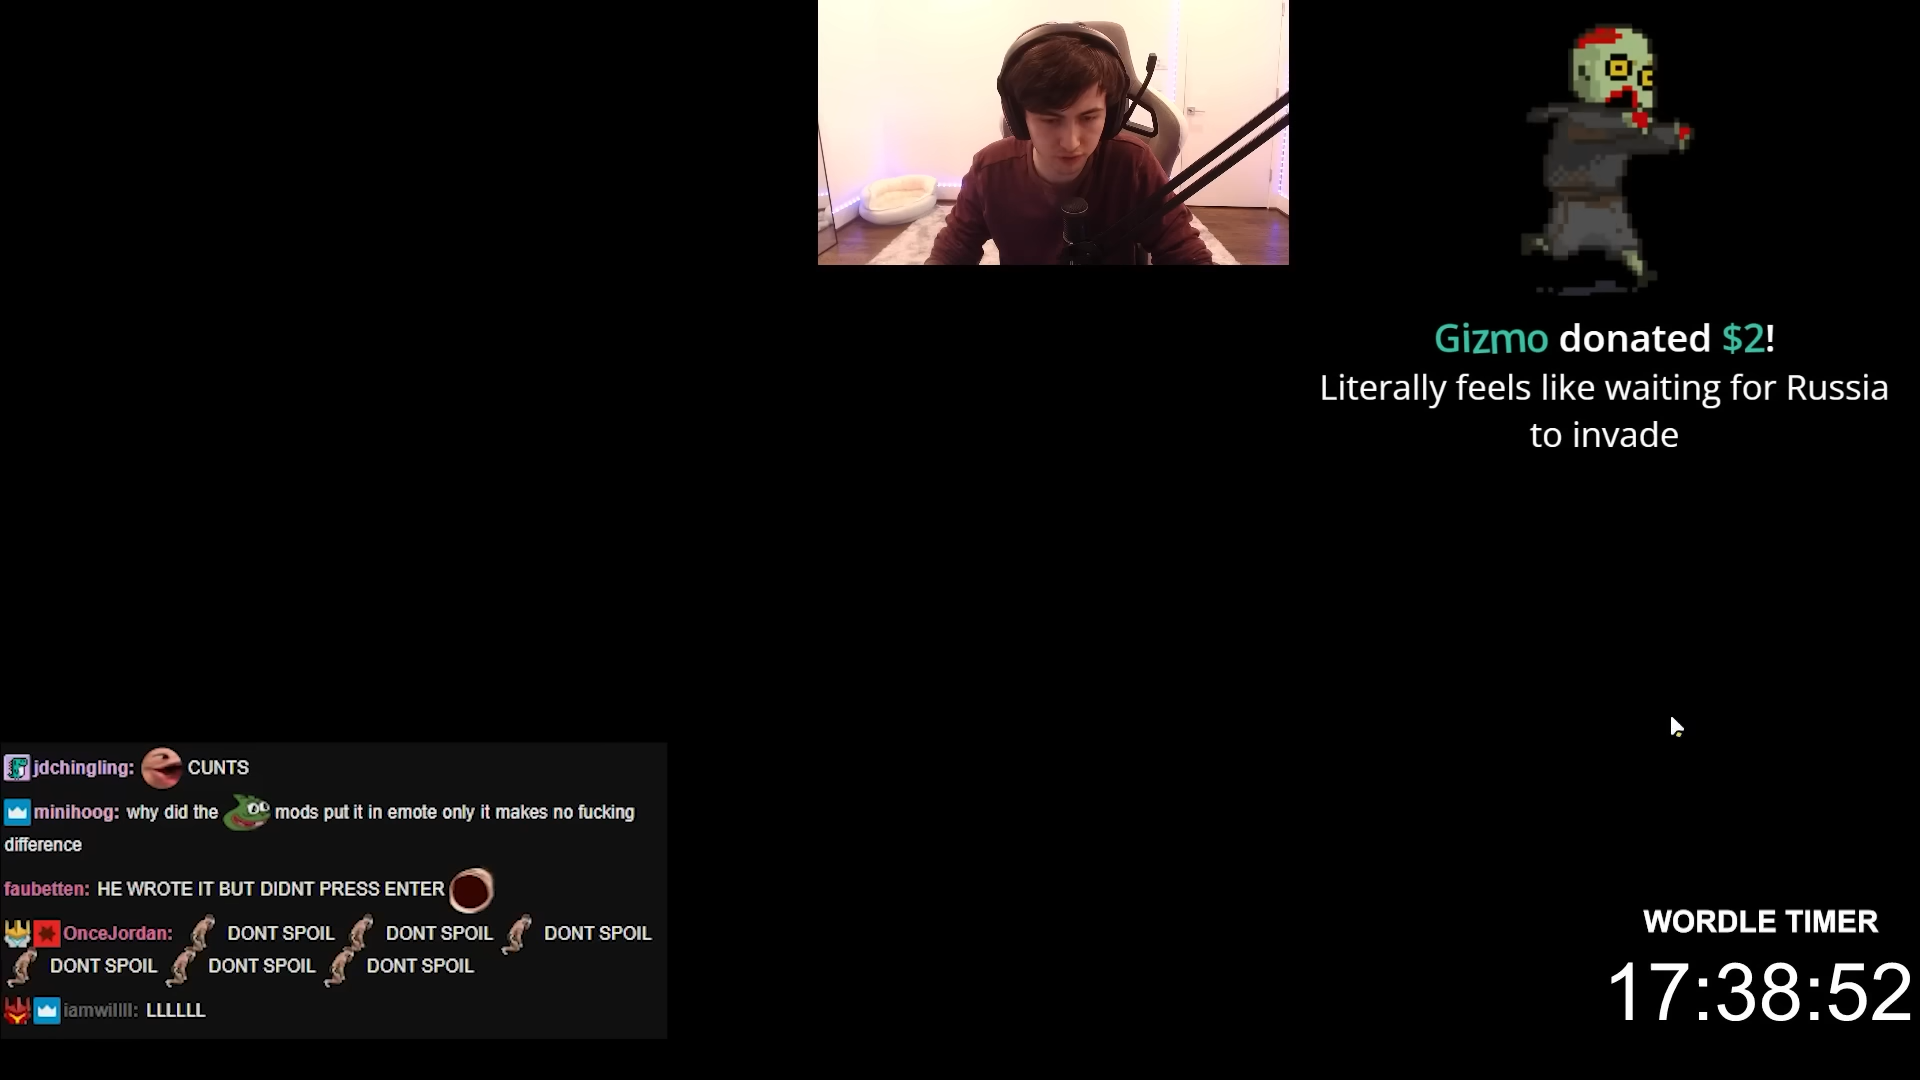 Gizmo donated $2!
Literally feels like waiting for Russia
to invade
jdchingling: CUNTS
minihoog: why did the mods put it in emote only it makes no fucking
difference
faubetten: HE WROTE IT BUT DIDNT PRESS ENTER
OnceJordan: DONT SPOIL DONT SPOIL DONT SPOIL
DONT SPOIL DONT SPOIL DONT SPOIL
iamwillll: LLLLLL
WORDLE TIMER
17:38:52